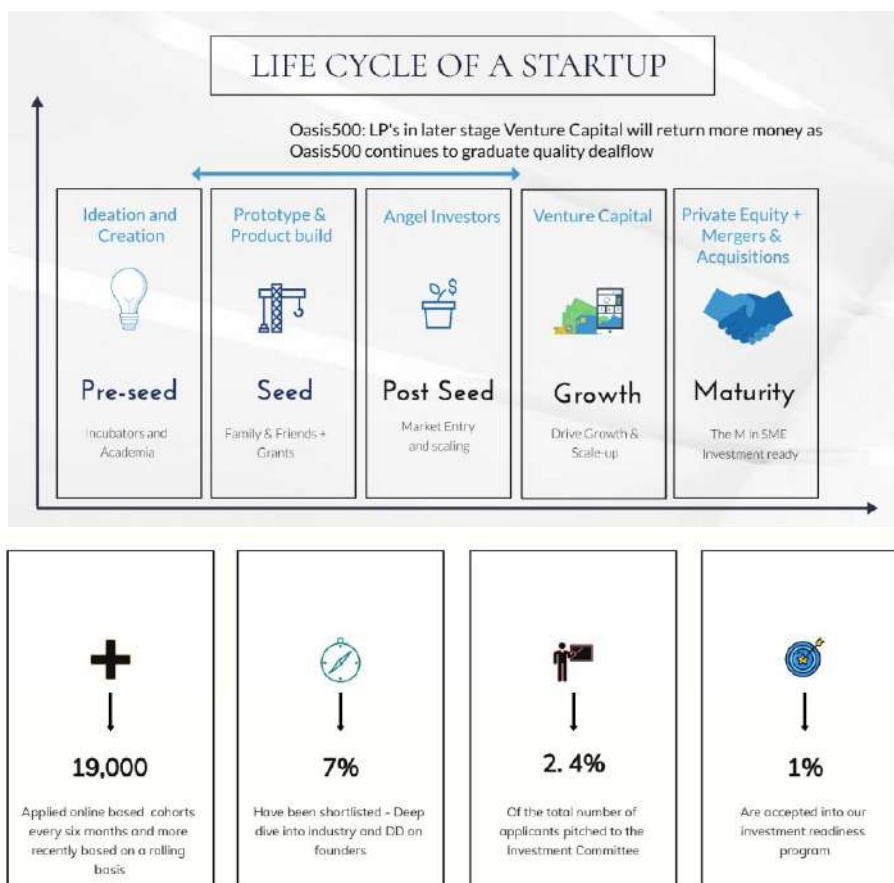 LIFE CYCLE OF A STARTUP
Oasis500: LP's in later stage Venture Capital will return more money as
Oasis500 continues to graduate quality dealflow
Ideation and
Creation
Pre-seed
Incubators and
Academia
Prototype &
Product build
Seed
Family & Friends +
Grants
Angel Investors
$
Post Seed
Market Entry
and scaling
Venture Capital
Growth
Drive Growth &
Scale-up
Private Equity +
Mergers &
Acquisitions
Maturity
The M in SME
Investment ready
19,000
Applied online based cohorts
every six months and more
recently based on a rolling
basis
7%
Have been shortlisted - Deep
dive into industry and DD on
founders
2. 4%
Of the total number of
applicants pitched to the
Investment Committee
1%
Are accepted into our
investment readiness
program